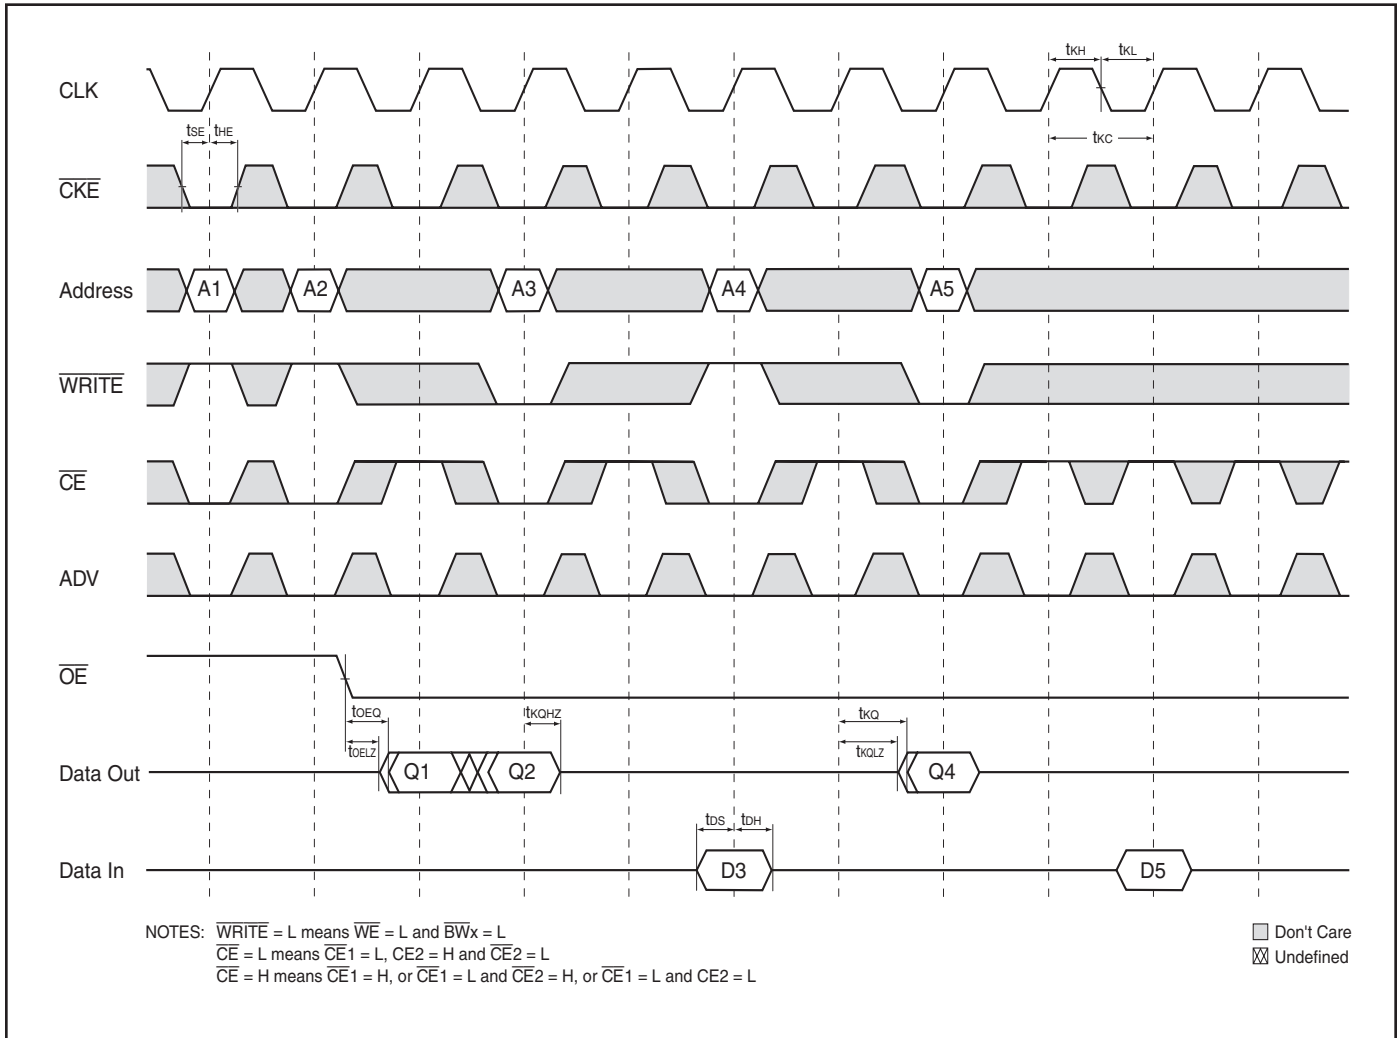 tKH tKL
CLK
tSE tHE
tKC
CKE
Address A1 A2 A3 A4 A5
WRITE
CE
ADV
OE
tOEQ tKQHZ tKQ
tOELZ tKQLZ
Data Out Q1 Q2 Q4
tDS tDH
Data In D3 D5
NOTES: WRITE = L means WE = L and BWx = L
CE = L means CE1 = L, CE2 = H and CE2 = L
CE = H means CE1 = H, or CE1 = L and CE2 = H, or CE1 = L and CE2 = L
Don't Care
Undefined